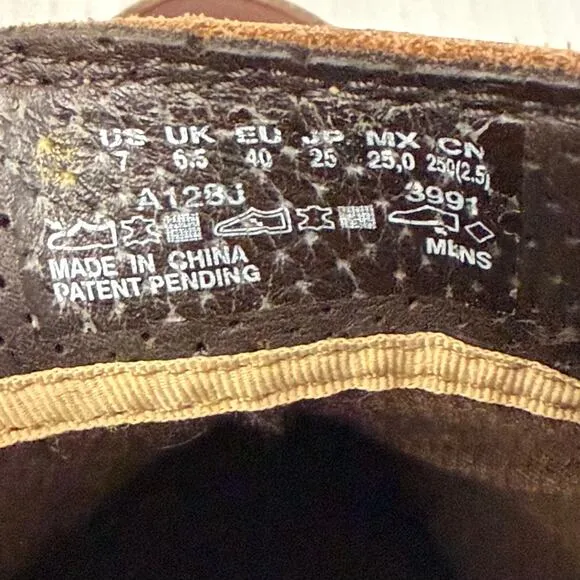 US UK EU JP MX CN
7 6.5 40 25 25,0 250(2.5)
A12BJ 3991
MENS
MADE IN CHINA
PATENT PENDING